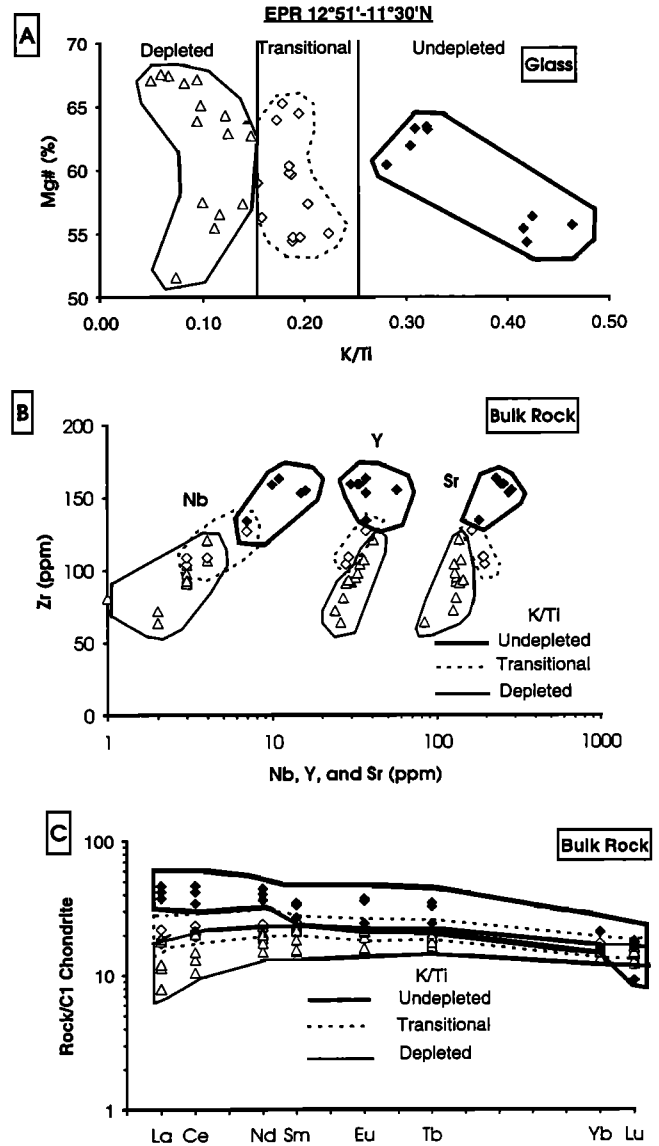 EPR 12°51'-11°30'N
A
Depleted Transitional Undepleted
Glass
70
65
60
55
50
Mg# (%)
0.00 0.10 0.20 0.30 0.40 0.50
K/Ti
B
Bulk Rock
200
150
100
50
0
Zr (ppm)
Nb
Y
Sr
K/Ti
Undepleted
Transitional
Depleted
1 10 100 1000
Nb, Y, and Sr (ppm)
C
Bulk Rock
100
10
1
Rock/C1 Chondrite
K/Ti
Undepleted
Transitional
Depleted
La Ce Nd Sm Eu Tb Yb Lu